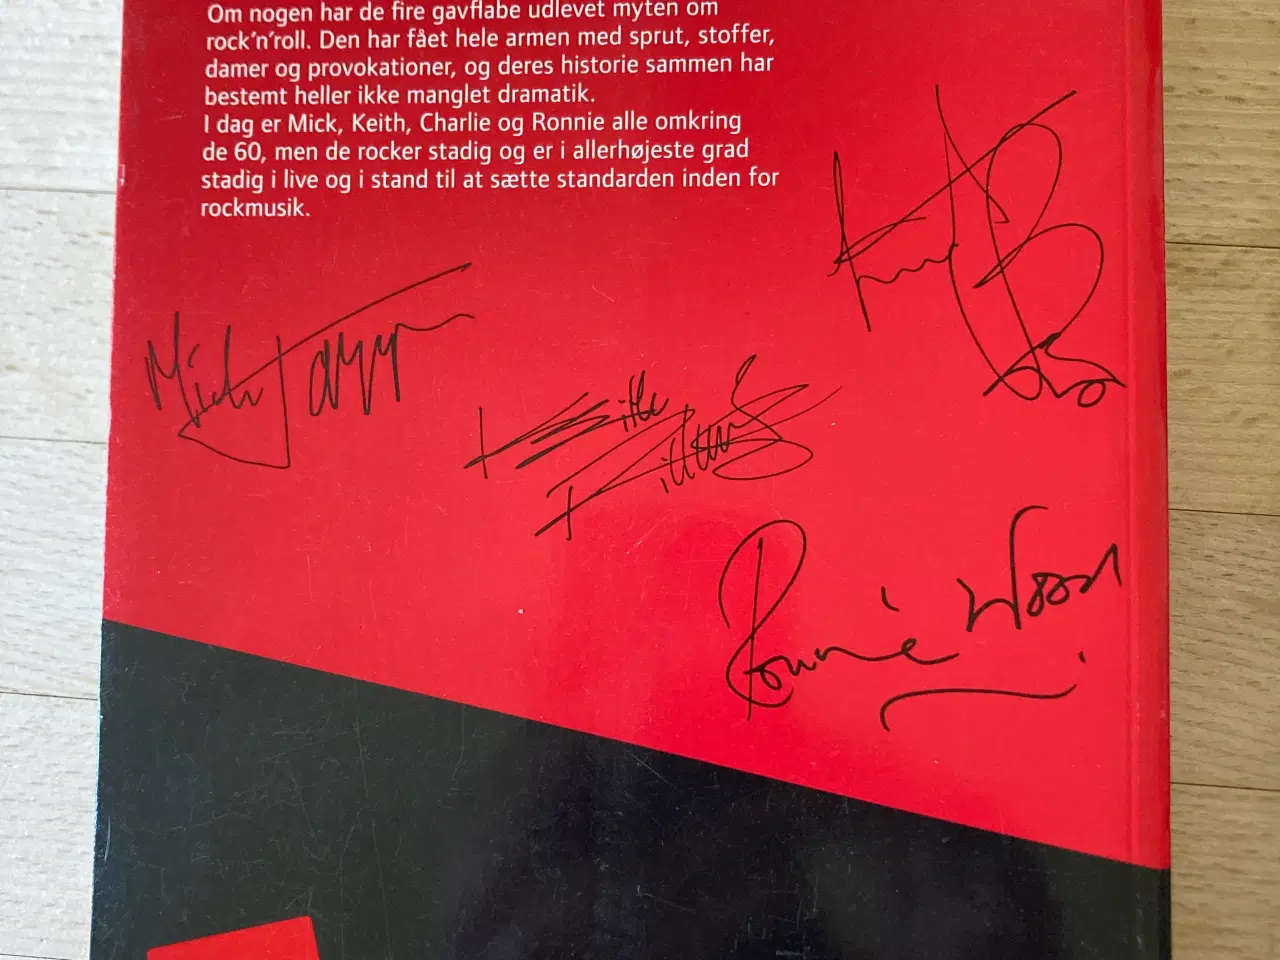 Om nogen har de fire gavflabe udlevet myten om
rock'n'roll. Den har fået hele armen med sprut, stoffer,
damer og provokationer, og deres historie sammen har
bestemt heller ikke manglet dramatik.
I dag er Mick, Keith, Charlie og Ronnie alle omkring
de 60, men de rocker stadig og er i allerhøjeste grad
stadig i live og i stand til at sætte standarden inden for
rockmusik.
Mick Jagger
Keith Richards
Ronnie Wood